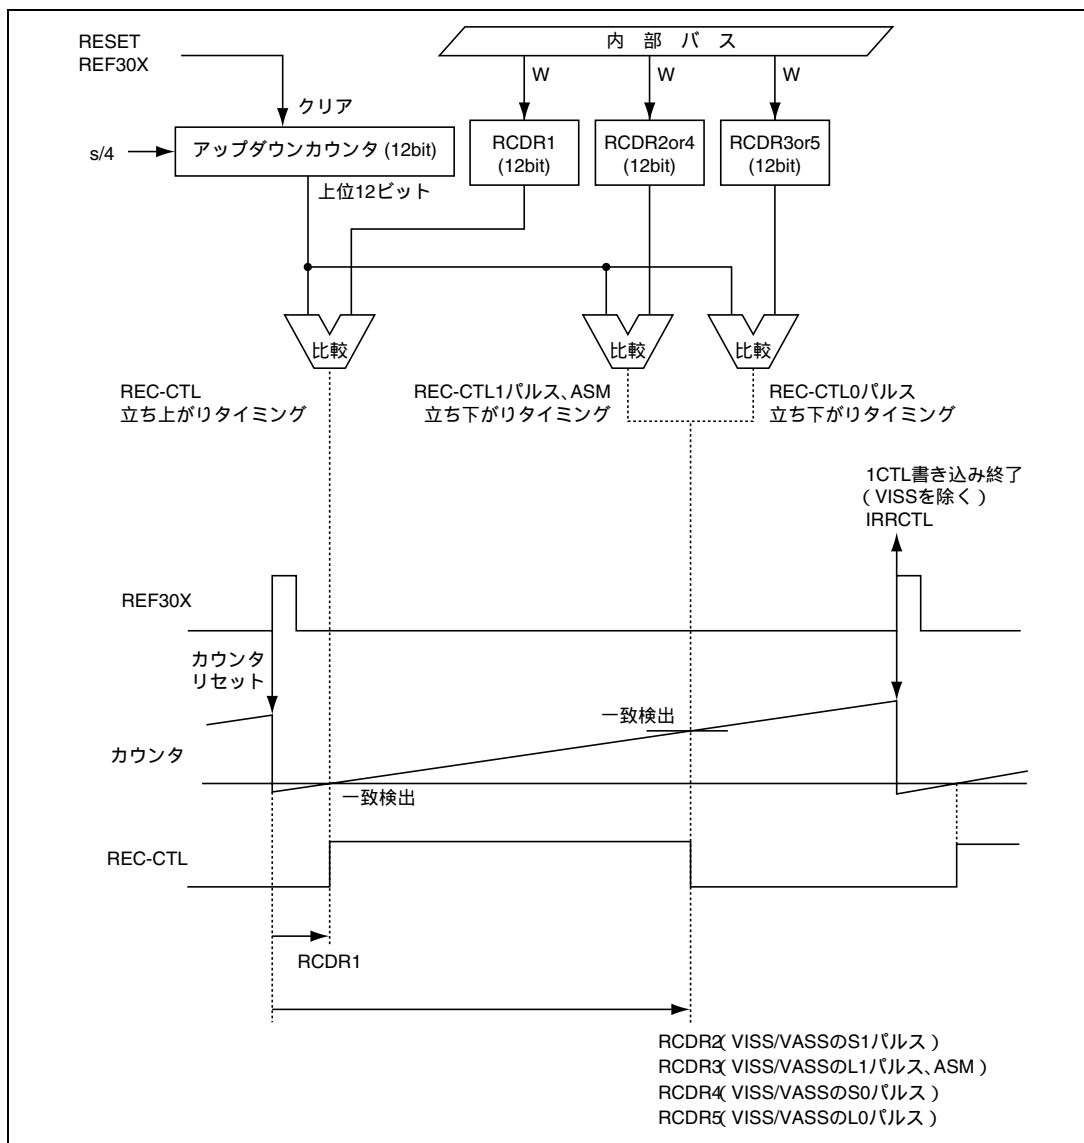 RESET
REF30X
内 部 バ ス
W
W
W
クリア
s/4
アップダウンカウンタ (12bit)
RCDR1
(12bit)
RCDR2or4
(12bit)
RCDR3or5
(12bit)
上位12ビット
比較
比較
比較
REC-CTL
立ち上がりタイミング
REC-CTL1パルス、ASM
立ち下がりタイミング
REC-CTL0パルス
立ち下がりタイミング
1CTL書き込み終了
( VISSを除く )
IRRCTL
REF30X
カウンタ
リセット
一致検出
カウンタ
一致検出
REC-CTL
RCDR1
RCDR2( VISS/VASSのS1パルス )
RCDR3( VISS/VASSのL1パルス、ASM )
RCDR4( VISS/VASSのS0パルス )
RCDR5( VISS/VASSのL0パルス )